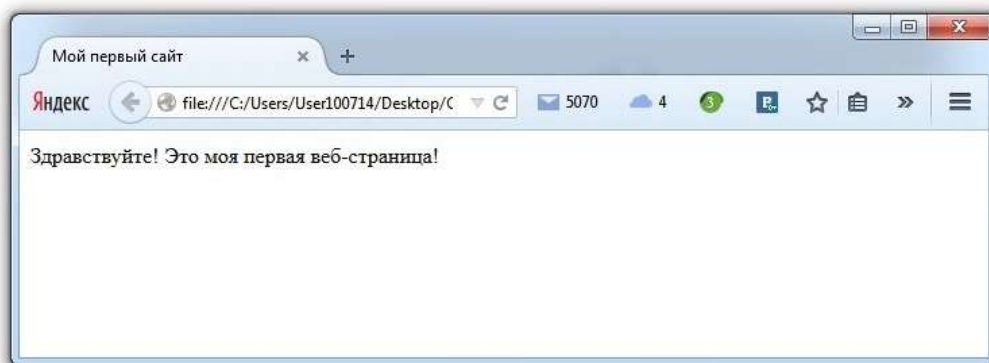 Мой первый сайт
Яндекс file:///C:/Users/User100714/Desktop/C 5070 4 3 P
Здравствуйте! Это моя первая веб-страница!